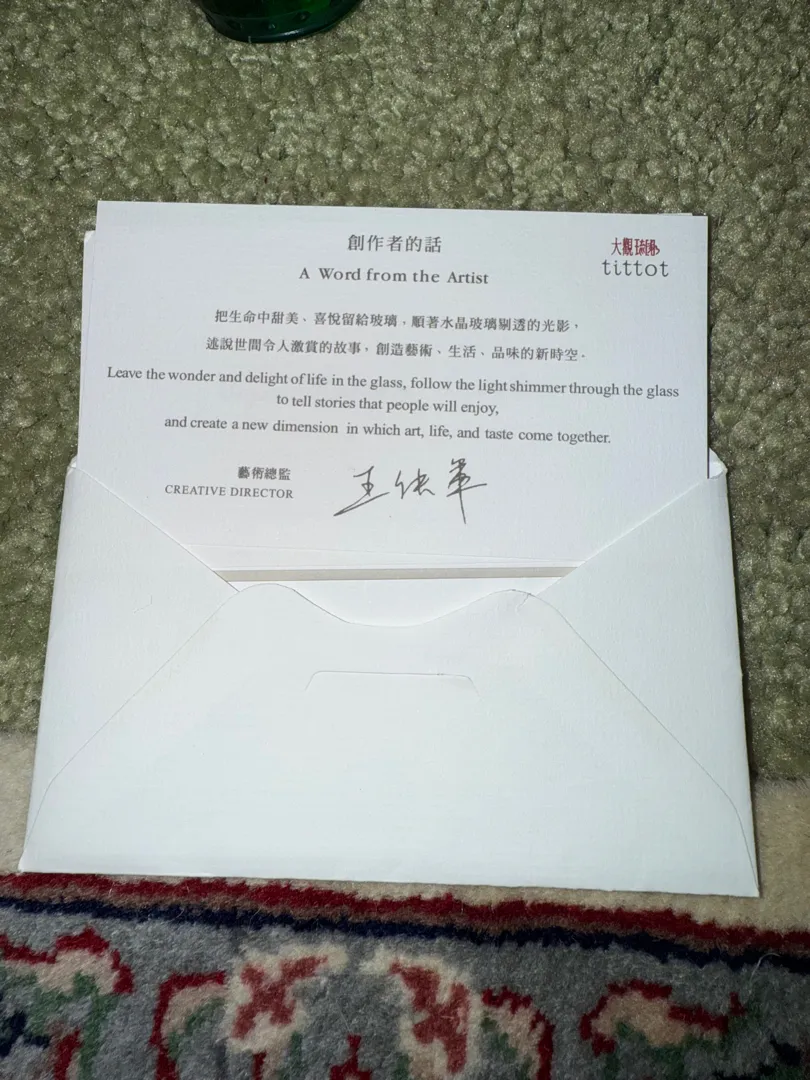 創作者的話
大觀琉園
tittot
A Word from the Artist
把生命中甜美、喜悅留給玻璃，順著水晶玻璃剔透的光影，
述說世間令人激賞的故事，創造藝術、生活、品味的新時空。
Leave the wonder and delight of life in the glass, follow the light shimmer through the glass
to tell stories that people will enjoy,
and create a new dimension in which art, life, and taste come together.
藝術總監
CREATIVE DIRECTOR
王俠軍